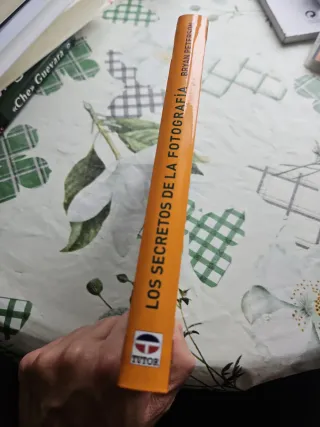 LOS SECRETOS DE LA FOTOGRAFÍA
BRYAN PETERSON
TUTOR
«Che» Guevara